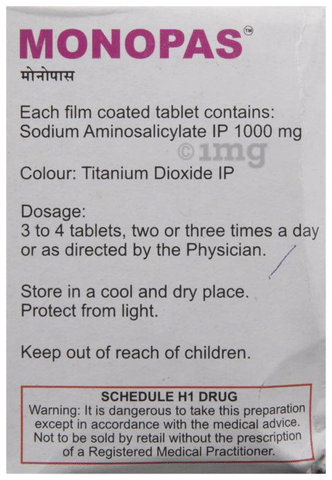 MONOPAS™
मोनोपास
Each film coated tablet contains:
Sodium Aminosalicylate IP 1000 mg
©1mg
Colour: Titanium Dioxide IP
Dosage:
3 to 4 tablets, two or three times a day
or as directed by the Physician.
Store in a cool and dry place.
Protect from light.
Keep out of reach of children.
SCHEDULE H1 DRUG
Warning: It is dangerous to take this preparation
except in accordance with the medical advice.
Not to be sold by retail without the prescription
of a Registered Medical Practitioner.